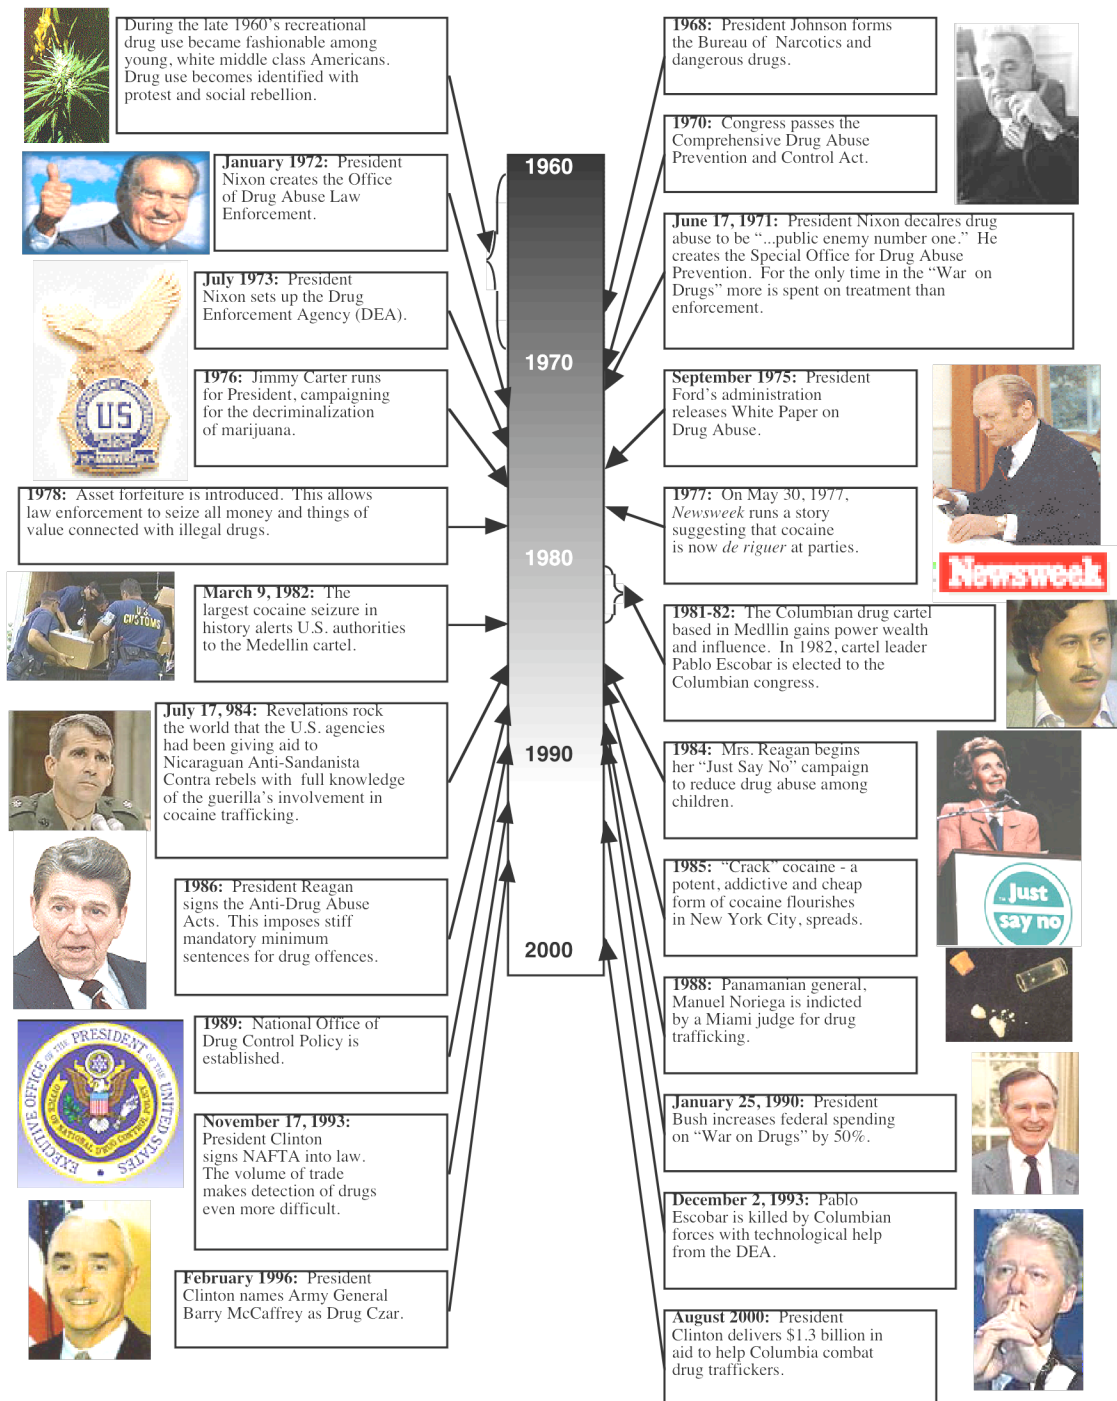 During the late 1960's recreational
drug use became fashionable among
young, white middle class Americans.
Drug use becomes identified with
protest and social rebellion.
January 1972: President
Nixon creates the Office
of Drug Abuse Law
Enforcement.
July 1973: President
Nixon sets up the Drug
Enforcement Agency (DEA).
US
1976: Jimmy Carter runs
for President, campaigning
for the decriminalization
of marijuana.
1978: Asset forfeiture is introduced. This allows
law enforcement to seize all money and things of
value connected with illegal drugs.
U.S.
CUSTOMS
March 9, 1982: The
largest cocaine seizure in
history alerts U.S. authorities
to the Medellin cartel.
July 17, 984: Revelations rock
the world that the U.S. agencies
had been giving aid to
Nicaraguan Anti-Sandanista
Contra rebels with full knowledge
of the guerilla's involvement in
cocaine trafficking.
1986: President Reagan
signs the Anti-Drug Abuse
Acts. This imposes stiff
mandatory minimum
sentences for drug offences.
EXECUTIVE OFFICE OF THE PRESIDENT OF THE UNITED STATES
OFFICE OF NATIONAL DRUG CONTROL POLICY
1989: National Office of
Drug Control Policy is
established.
November 17, 1993:
President Clinton
signs NAFTA into law.
The volume of trade
makes detection of drugs
even more difficult.
February 1996: President
Clinton names Army General
Barry McCaffrey as Drug Czar.
1960
1970
1980
1990
2000
1968: President Johnson forms
the Bureau of Narcotics and
dangerous drugs.
1970: Congress passes the
Comprehensive Drug Abuse
Prevention and Control Act.
June 17, 1971: President Nixon decalres drug
abuse to be “...public enemy number one.” He
creates the Special Office for Drug Abuse
Prevention. For the only time in the “War on
Drugs” more is spent on treatment than
enforcement.
September 1975: President
Ford's administration
releases White Paper on
Drug Abuse.
1977: On May 30, 1977,
Newsweek runs a story
suggesting that cocaine
is now de riguer at parties.
Newsweek
1981-82: The Columbian drug cartel
based in Medllin gains power wealth
and influence. In 1982, cartel leader
Pablo Escobar is elected to the
Columbian congress.
1984: Mrs. Reagan begins
her “Just Say No” campaign
to reduce drug abuse among
children.
Just
say no
1985: “Crack” cocaine - a
potent, addictive and cheap
form of cocaine flourishes
in New York City, spreads.
1988: Panamanian general,
Manuel Noriega is indicted
by a Miami judge for drug
trafficking.
January 25, 1990: President
Bush increases federal spending
on “War on Drugs” by 50%.
December 2, 1993: Pablo
Escobar is killed by Columbian
forces with technological help
from the DEA.
August 2000: President
Clinton delivers $1.3 billion in
aid to help Columbia combat
drug traffickers.